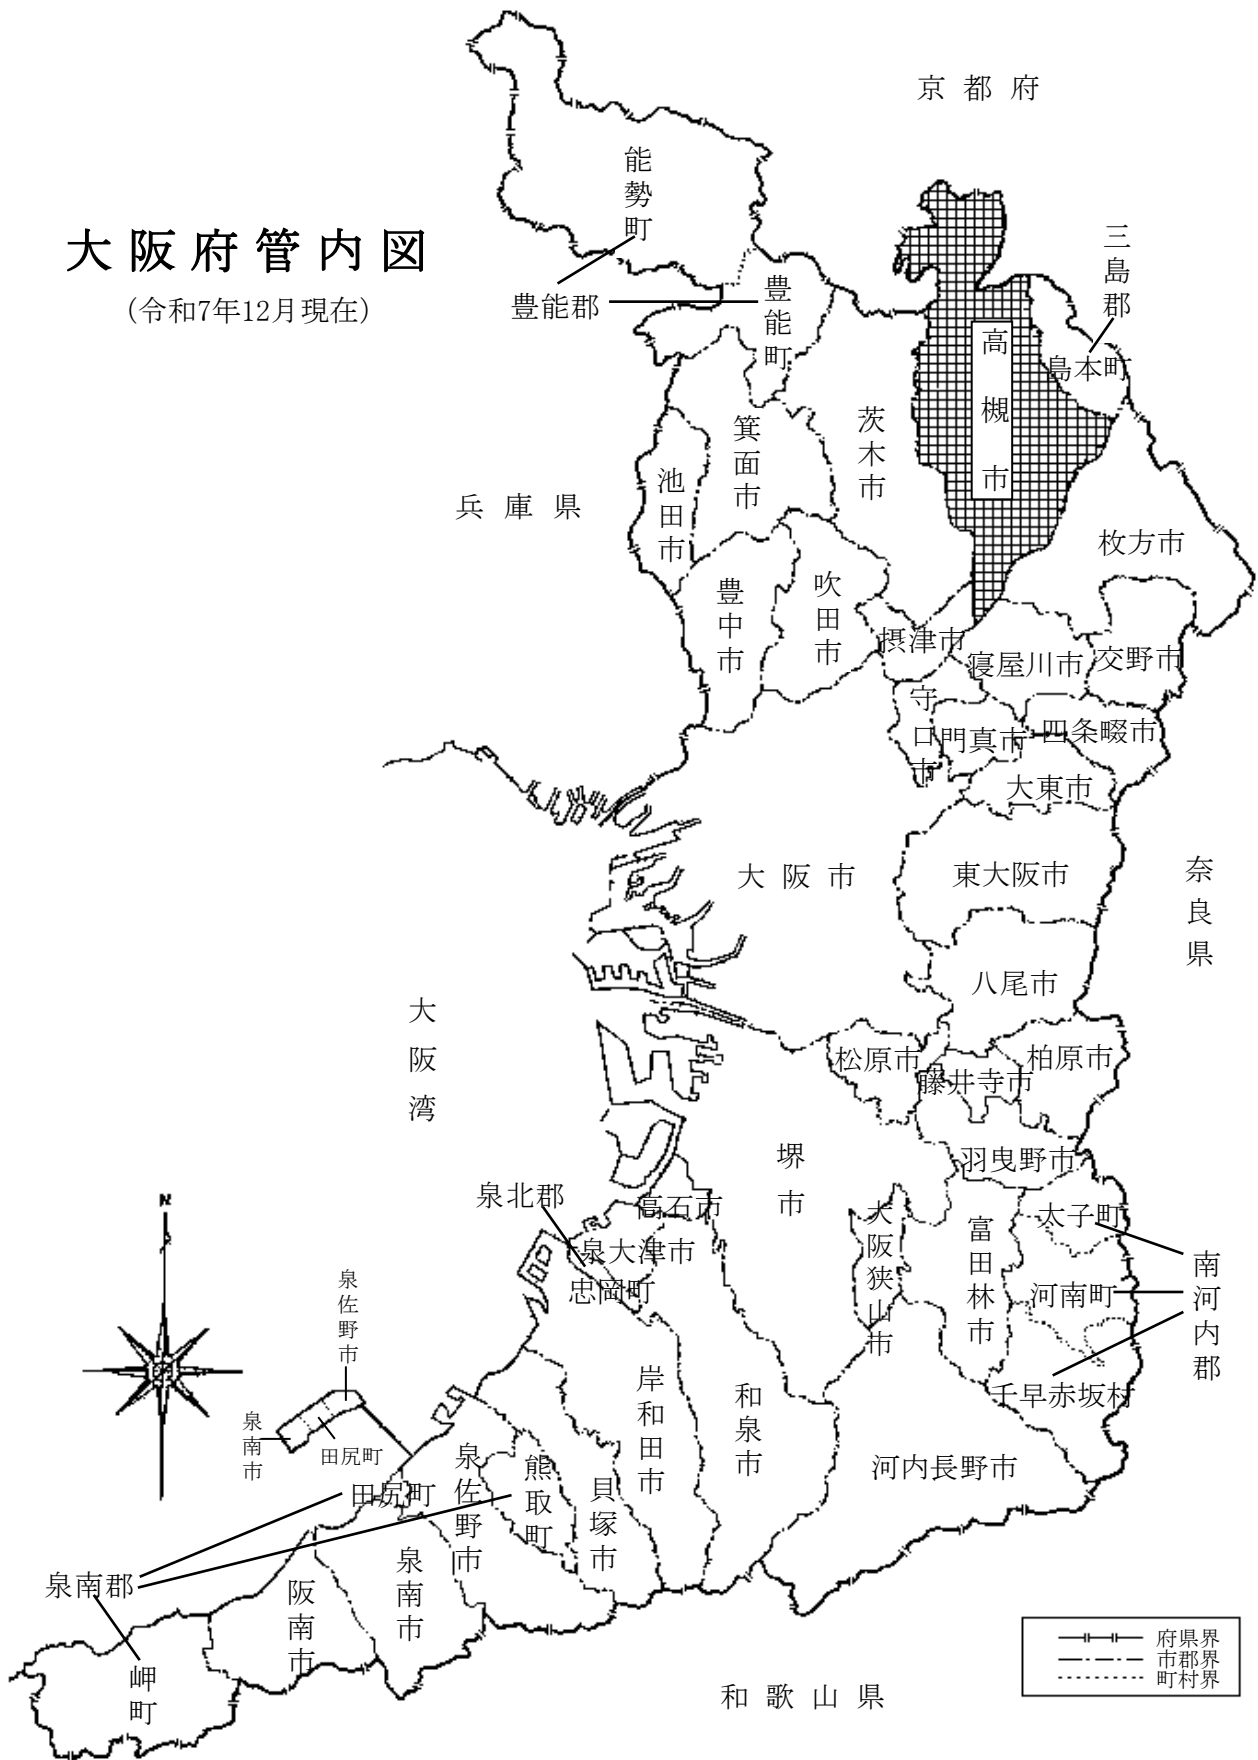 大阪府管内図
(令和7年12月現在)
京都府
能勢町
豊能郡
豊能町
三島郡
島本町
高槻市
茨木市
箕面市
池田市
兵庫県
枚方市
豊中市
吹田市
摂津市
寝屋川市
交野市
守口市
門真市
四条畷市
大東市
大阪市
東大阪市
奈良県
八尾市
大阪湾
松原市
藤井寺市
柏原市
羽曳野市
堺市
泉北郡
高石市
泉大津市
忠岡町
大阪狭山市
富田林市
太子町
河南町
南河内郡
千早赤坂村
N
泉佐野市
泉南市
田尻町
岸和田市
和泉市
河内長野市
田尻町
泉佐野市
熊取町
貝塚市
泉南郡
泉南市
阪南市
岬町
和歌山県
府県界
市郡界
町村界